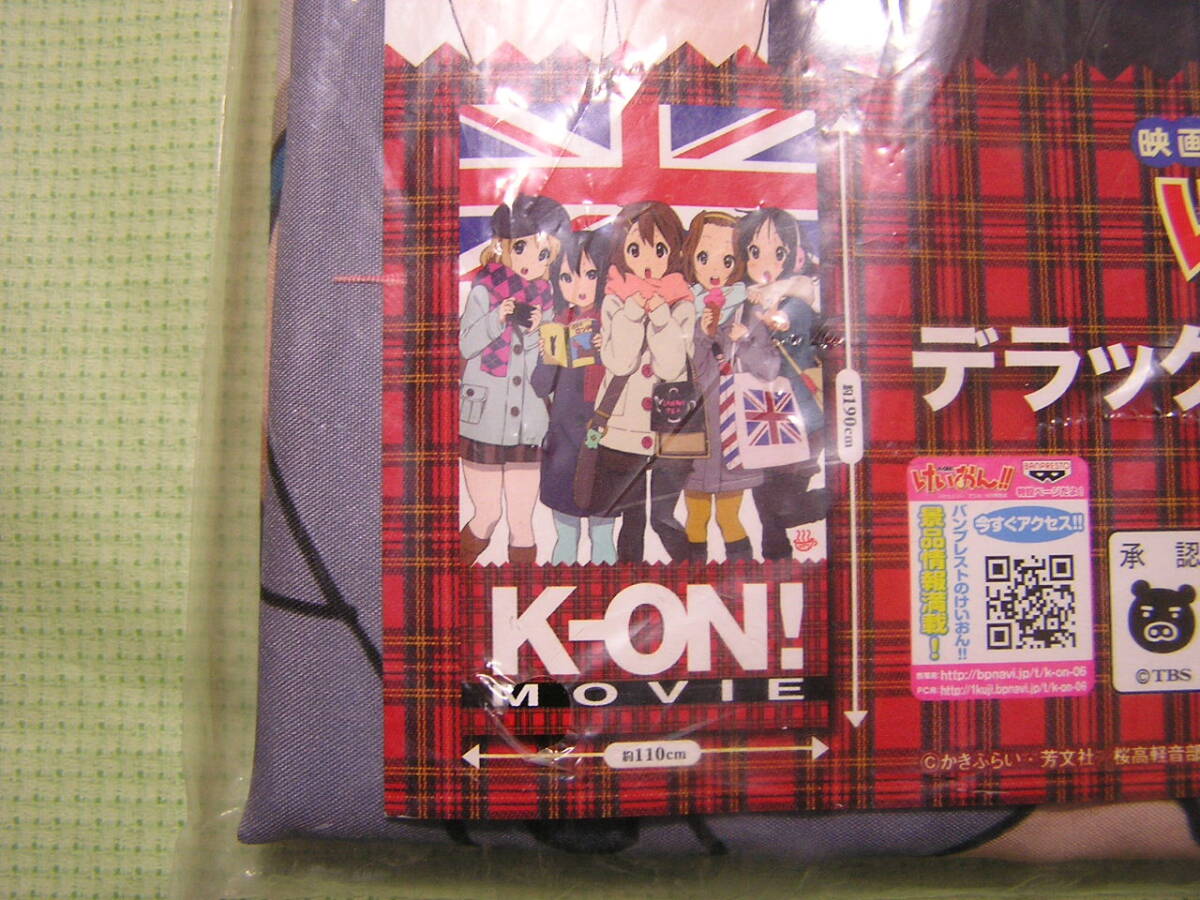 映画
デラック
約190cm
K-ON!
MOVIE
約110cm
けいおん!!
BANPRESTO
特設ページだよ!
今すぐアクセス!!
バンプレストのけいおん!!
景品情報満載!
携帯用:http://bpnavi.jp/t/k-on-06
PC用:http://1kuji.bpnavi.jp/t/k-on-06
承認
©TBS
©かきふらい・芳文社 桜高軽音部